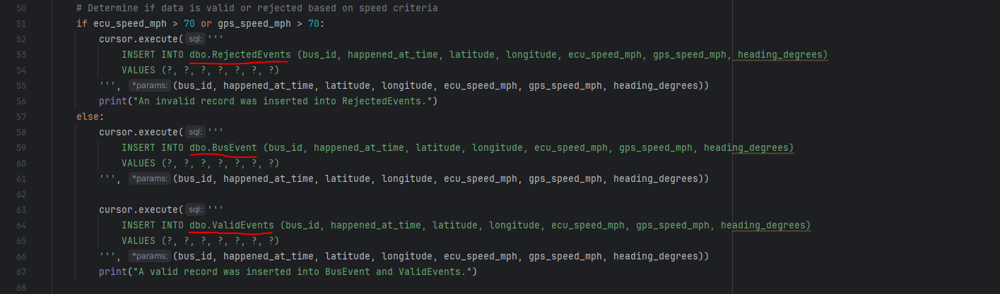 50 # Determine if data is valid or rejected based on speed criteria
51 if ecu_speed_mph > 70 or gps_speed_mph > 70:
52 cursor.execute( sql: '''
53 INSERT INTO dbo.RejectedEvents (bus_id, happened_at_time, latitude, longitude, ecu_speed_mph, gps_speed_mph, heading_degrees)
54 VALUES (?, ?, ?, ?, ?, ?, ?)
55 ''', *params: (bus_id, happened_at_time, latitude, longitude, ecu_speed_mph, gps_speed_mph, heading_degrees))
56 print("An invalid record was inserted into RejectedEvents.")
57 else:
58 cursor.execute( sql: '''
59 INSERT INTO dbo.BusEvent (bus_id, happened_at_time, latitude, longitude, ecu_speed_mph, gps_speed_mph, heading_degrees)
60 VALUES (?, ?, ?, ?, ?, ?, ?)
61 ''', *params: (bus_id, happened_at_time, latitude, longitude, ecu_speed_mph, gps_speed_mph, heading_degrees))
62
63 cursor.execute( sql: '''
64 INSERT INTO dbo.ValidEvents (bus_id, happened_at_time, latitude, longitude, ecu_speed_mph, gps_speed_mph, heading_degrees)
65 VALUES (?, ?, ?, ?, ?, ?, ?)
66 ''', *params: (bus_id, happened_at_time, latitude, longitude, ecu_speed_mph, gps_speed_mph, heading_degrees))
67 print("A valid record was inserted into BusEvent and ValidEvents.")
68